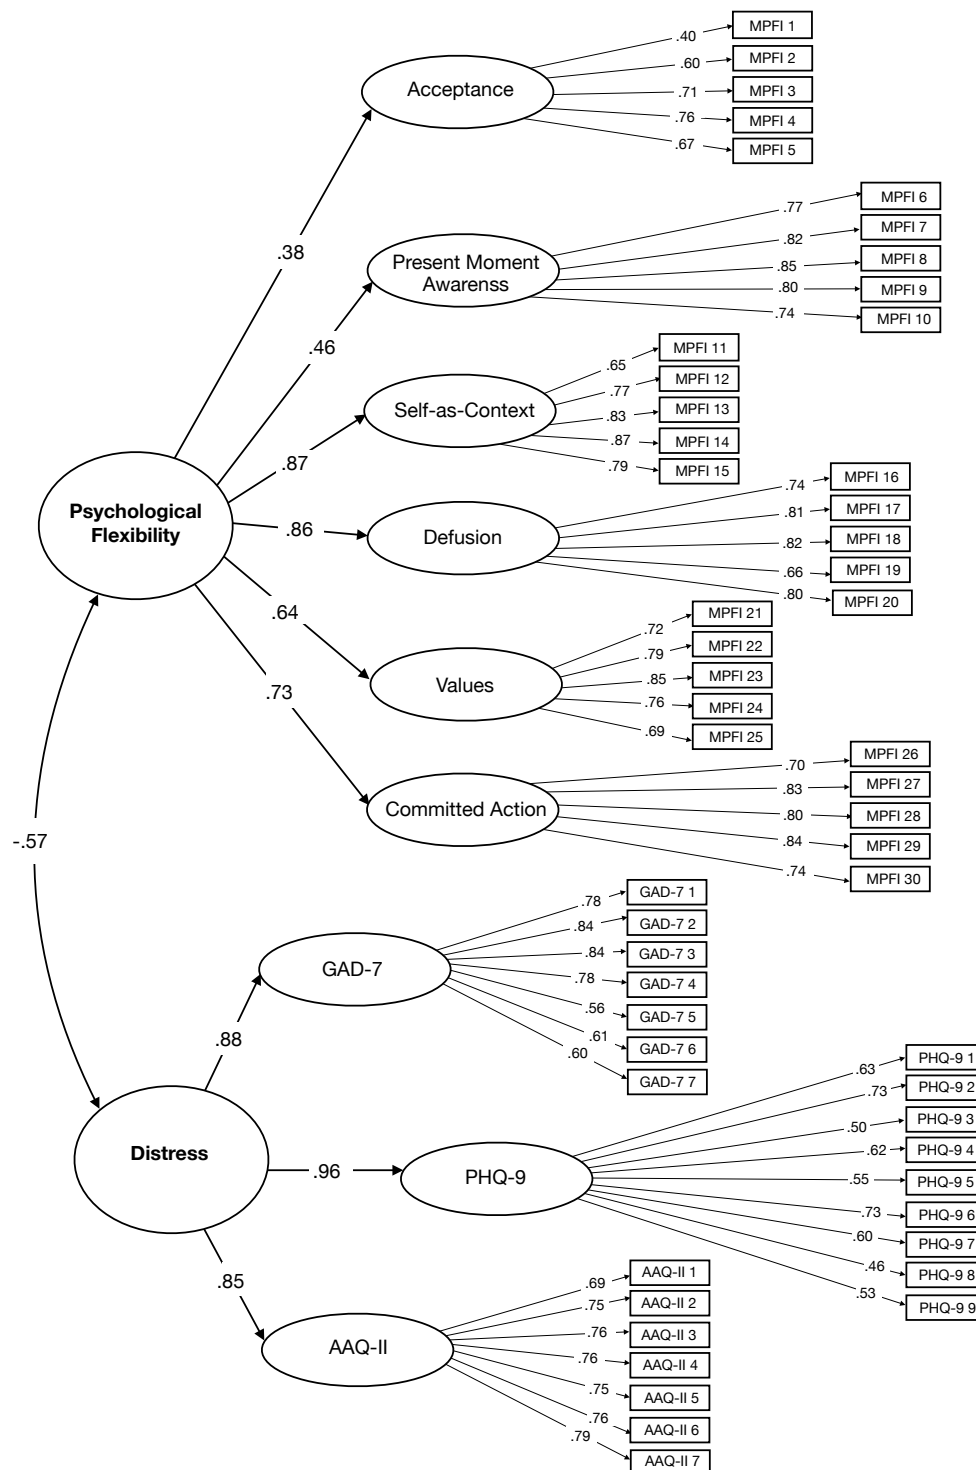 .40
MPFI 1
.60
MPFI 2
Acceptance
.71
MPFI 3
.76
MPFI 4
.67
MPFI 5
.38
.77
MPFI 6
.82
MPFI 7
Present Moment
Awarenss
.85
MPFI 8
.80
MPFI 9
.74
MPFI 10
.46
.65
MPFI 11
.77
MPFI 12
Self-as-Context
.83
MPFI 13
.87
MPFI 14
.79
MPFI 15
.87
Psychological
Flexibility
.74
MPFI 16
.81
MPFI 17
.86
Defusion
.82
MPFI 18
.66
MPFI 19
.80
MPFI 20
.64
.72
MPFI 21
.79
MPFI 22
Values
.85
MPFI 23
.76
MPFI 24
.69
MPFI 25
.73
.70
MPFI 26
.83
MPFI 27
Committed Action
.80
MPFI 28
.84
MPFI 29
.74
MPFI 30
-.57
.78
GAD-7 1
.84
GAD-7 2
GAD-7
.84
GAD-7 3
.78
GAD-7 4
.56
GAD-7 5
.61
GAD-7 6
.60
GAD-7 7
.88
.63
PHQ-9 1
.73
PHQ-9 2
.50
PHQ-9 3
Distress
.62
PHQ-9 4
.96
PHQ-9
.55
PHQ-9 5
.73
PHQ-9 6
.60
PHQ-9 7
.46
PHQ-9 8
.53
PHQ-9 9
.85
.69
AAQ-II 1
.75
AAQ-II 2
AAQ-II
.76
AAQ-II 3
.76
AAQ-II 4
.75
AAQ-II 5
.76
AAQ-II 6
.79
AAQ-II 7